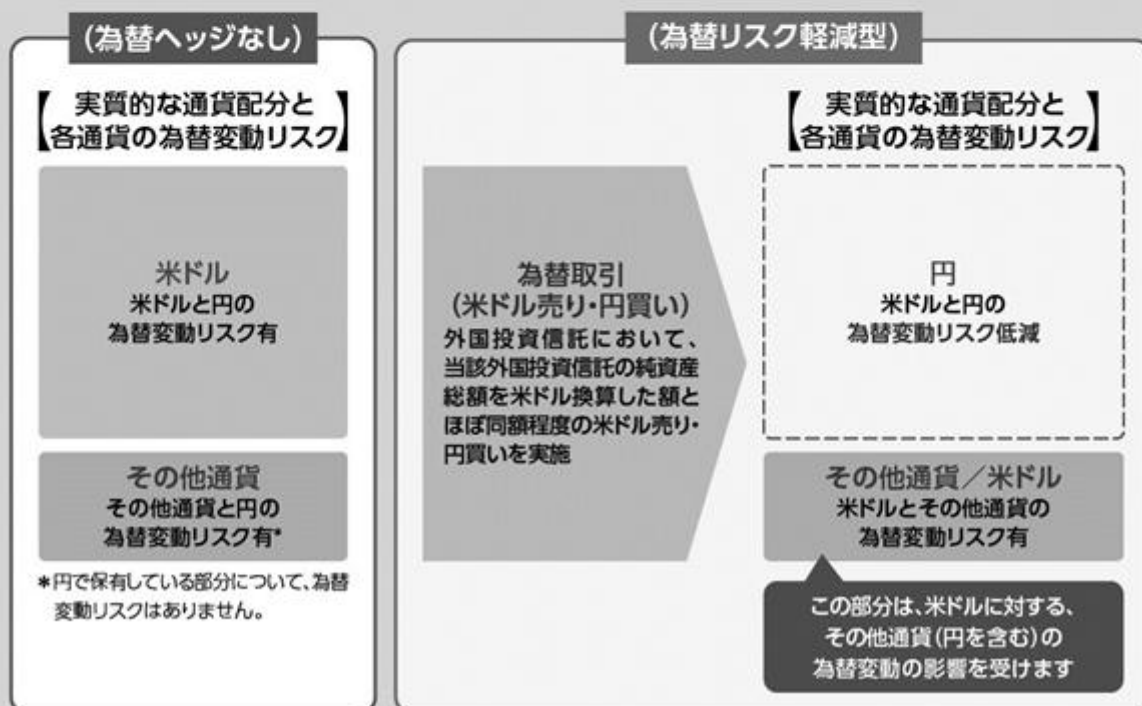 (為替ヘッジなし)
実質的な通貨配分と
各通貨の為替変動リスク
米ドル
米ドルと円の
為替変動リスク有
その他通貨
その他通貨と円の
為替変動リスク有*
*円で保有している部分について、為替
変動リスクはありません。
(為替リスク軽減型)
為替取引
(米ドル売り・円買い)
外国投資信託において、
当該外国投資信託の純資産
総額を米ドル換算した額と
ほぼ同額程度の米ドル売り・
円買いを実施
【実質的な通貨配分と
各通貨の為替変動リスク】
円
米ドルと円の
為替変動リスク低減
その他通貨/米ドル
米ドルとその他通貨の
為替変動リスク有
この部分は、米ドルに対する、
その他通貨(円を含む)の
為替変動の影響を受けます